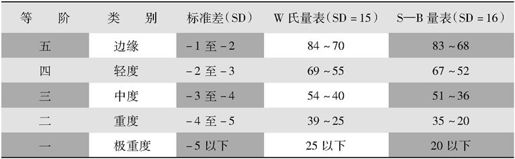 等 阶 类 别 标准差(SD) W 氏量表(SD=15) S—B 量表(SD=16)
五 边缘 -1 至 -2 84~70 83~68
四 轻度 -2 至 -3 69~55 67~52
三 中度 -3 至 -4 54~40 51~36
二 重度 -4 至 -5 39~25 35~20
一 极重度 -5 以下 25 以下 20 以下